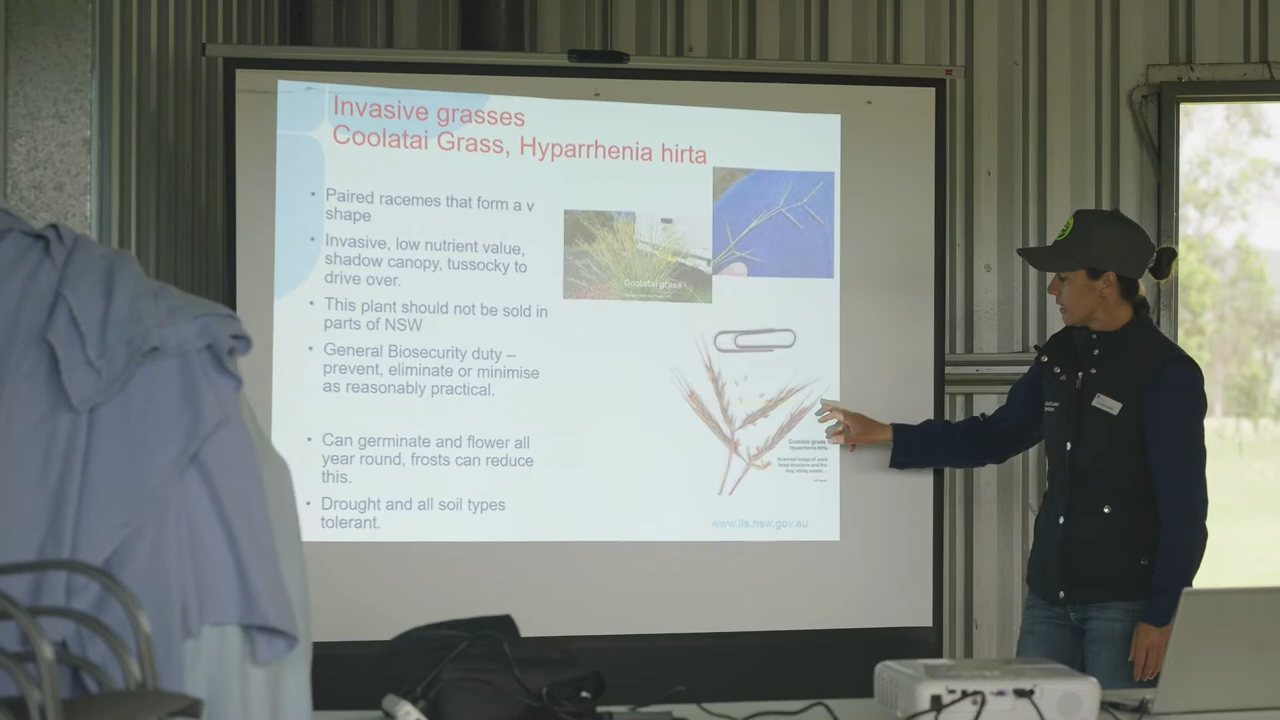 Invasive grasses
Coolatai Grass, Hyparrhenia hirta
• Paired racemes that form a v
shape
• Invasive, low nutrient value,
shadow canopy, tussocky to
drive over.
• This plant should not be sold in
parts of NSW
• General Biosecurity duty –
prevent, eliminate or minimise
as reasonably practical.
• Can germinate and flower all
year round, frosts can reduce
this.
• Drought and all soil types
tolerant.
Coolatai grass
Coolatai grass
Hyparrhenia hirta
www.lls.nsw.gov.au